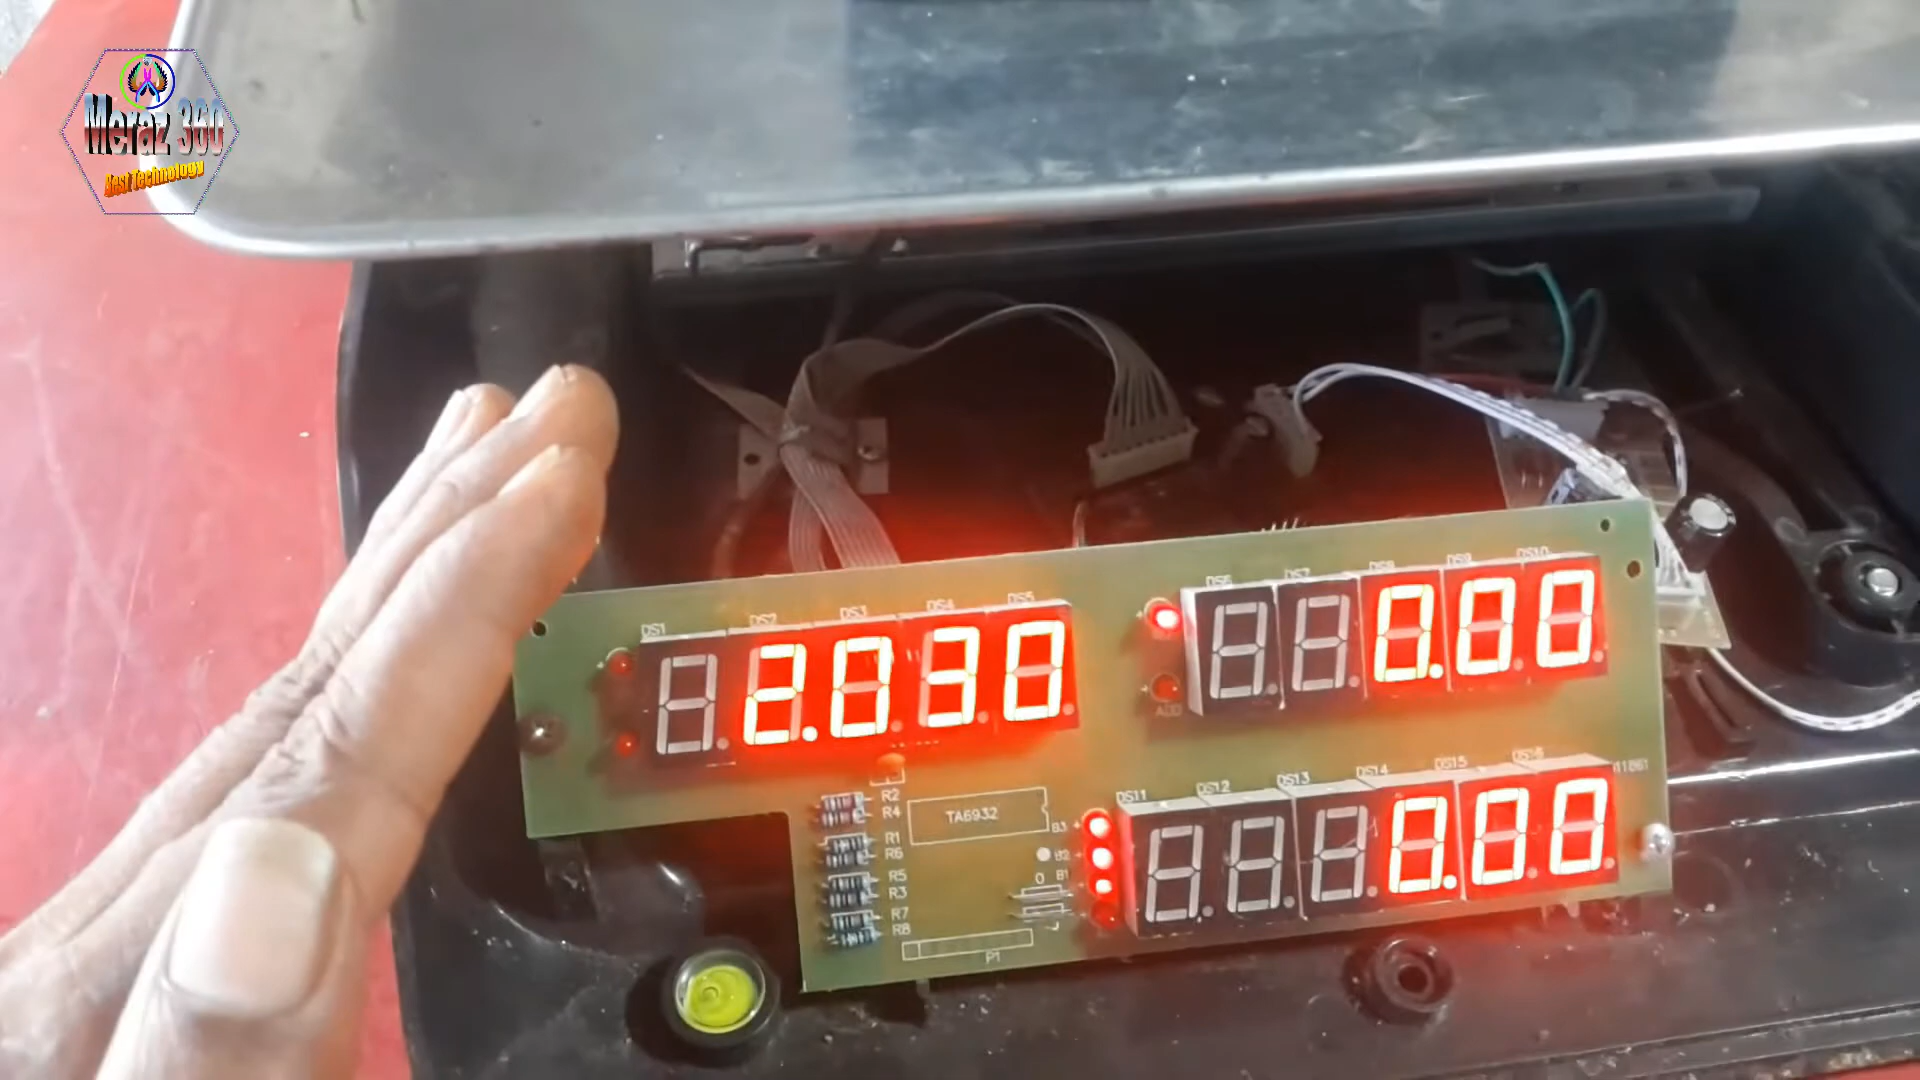 Meraz 360
Best Technology
DS1 DS2 DS3 DS4 DS5
2.030
DS6 DS7 DS8 DS9 DS10
0.00
ADD
DS11 DS12 DS13 DS14 DS15 DS16
0.00
R2
R4
R1
R6
R5
R3
R7
R8
TA6932
B3
B2
B1
P1